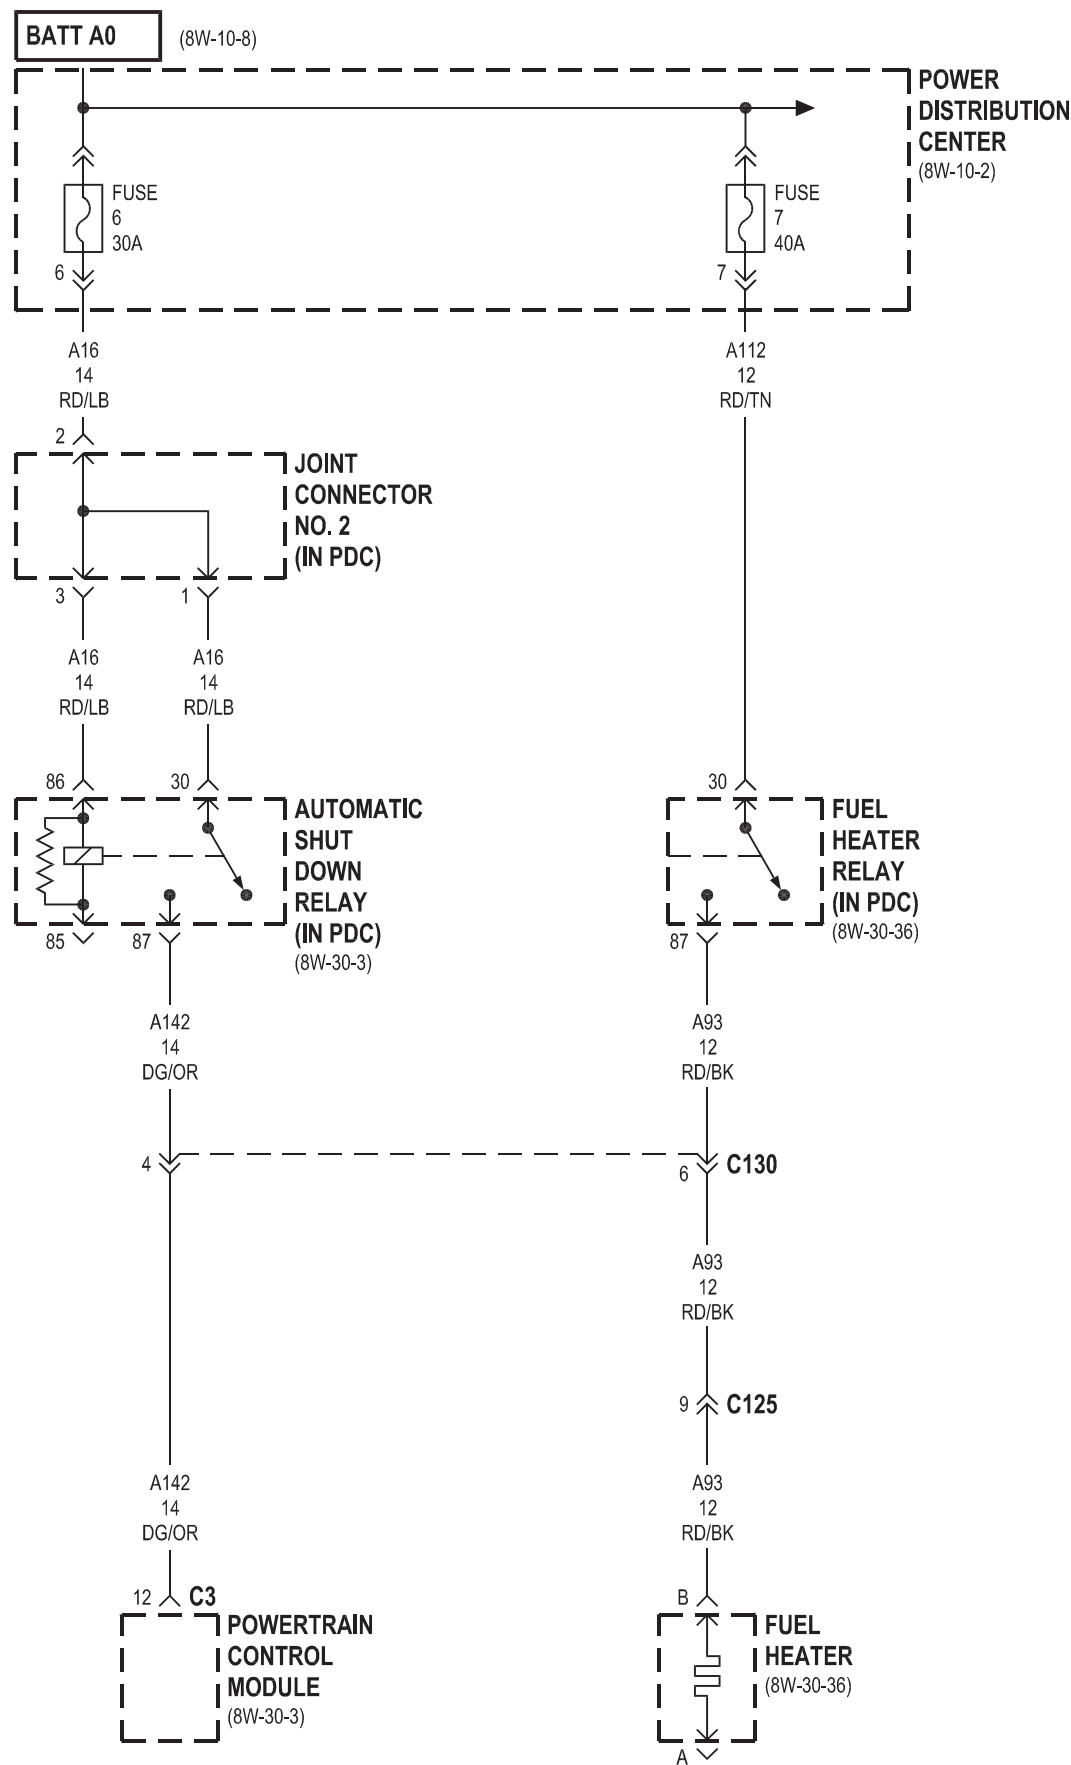 BATT A0
(8W-10-8)
POWER
DISTRIBUTION
CENTER
(8W-10-2)
FUSE
6
30A
6
FUSE
7
40A
7
A16
14
RD/LB
A112
12
RD/TN
2
JOINT
CONNECTOR
NO. 2
(IN PDC)
3
1
A16
14
RD/LB
A16
14
RD/LB
86
30
AUTOMATIC
SHUT
DOWN
RELAY
(IN PDC)
(8W-30-3)
85
87
30
FUEL
HEATER
RELAY
(IN PDC)
(8W-30-36)
87
A142
14
DG/OR
A93
12
RD/BK
4
6
C130
A93
12
RD/BK
9
C125
A142
14
DG/OR
A93
12
RD/BK
12
C3
POWERTRAIN
CONTROL
MODULE
(8W-30-3)
B
FUEL
HEATER
(8W-30-36)
A